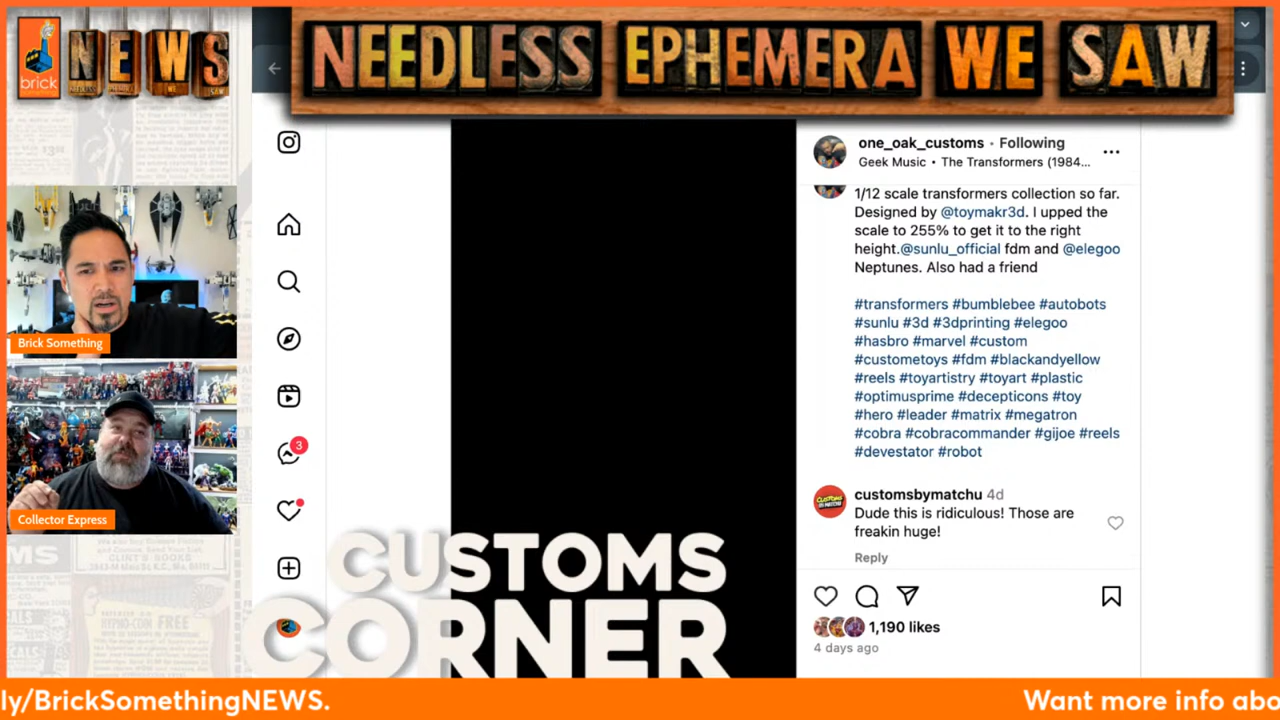 NEEDLESS EPHEMERA WE SAW
brick
NEWS
NEEDLESS EPHEMERA WE SAW
one_oak_customs • Following
Geek Music • The Transformers (1984...
1/12 scale transformers collection so far.
Designed by @toymakr3d. I upped the
scale to 255% to get it to the right
height.@sunlu_official fdm and @elegoo
Neptunes. Also had a friend
#transformers #bumblebee #autobots
#sunlu #3d #3dprinting #elegoo
#hasbro #marvel #custom
#custometoys #fdm #blackandyellow
#reels #toyartistry #toyart #plastic
#optimusprime #decepticons #toy
#hero #leader #matrix #megatron
#cobra #cobracommander #gijoe #reels
#devestator #robot
customsbymatchu 4d
Dude this is ridiculous! Those are
freakin huge!
Reply
1,190 likes
4 days ago
3
Brick Something
Collector Express
CUSTOMS
CORNER
ly/BrickSomethingNEWS.
Want more info abo